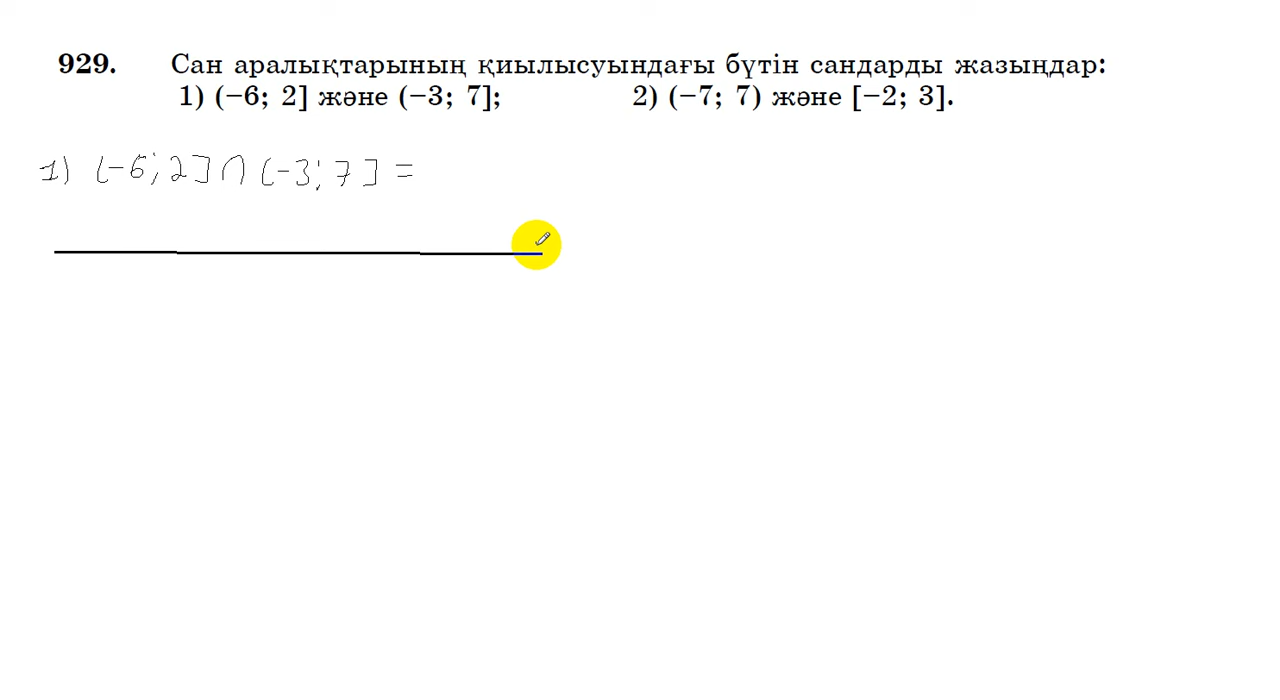 929. Сан аралықтарының қиылысуындағы бүтін сандарды жазыңдар:
1) (−6; 2] және (−3; 7]; 2) (−7; 7) және [−2; 3].
1) (-6; 2] ∩ (-3; 7] =